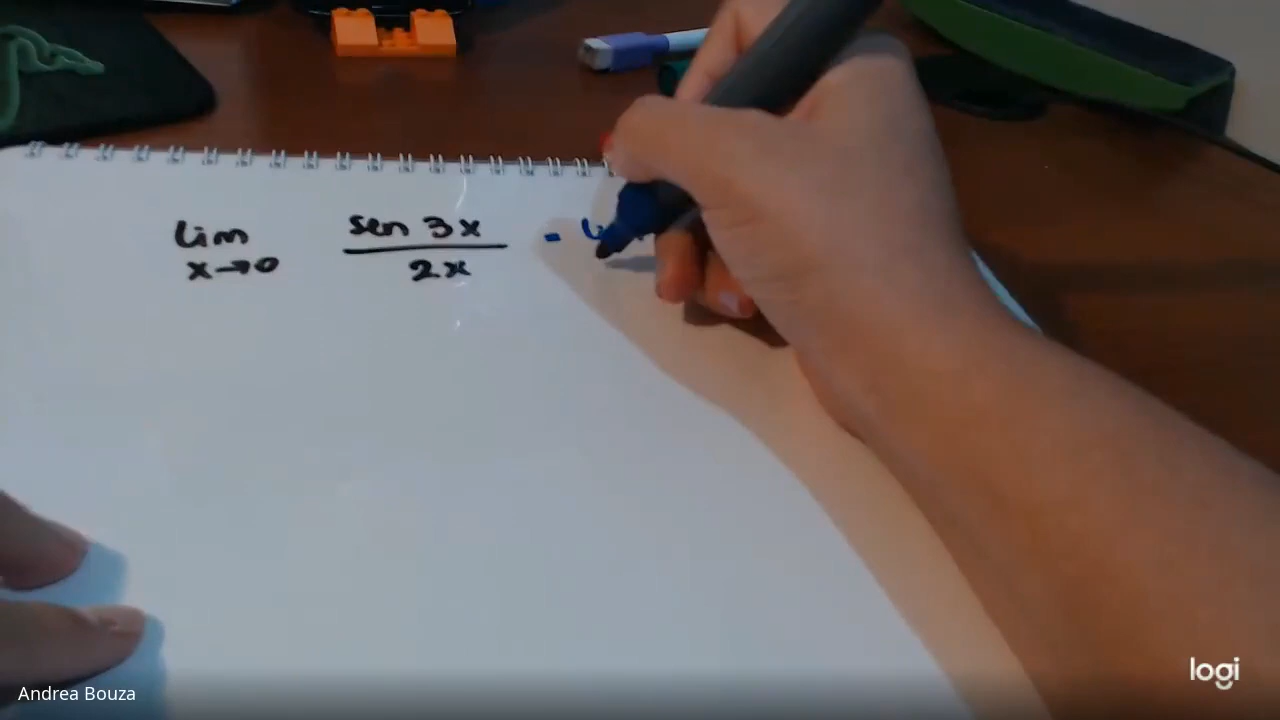 lim sen 3x =
x→0 2x
logi
Andrea Bouza